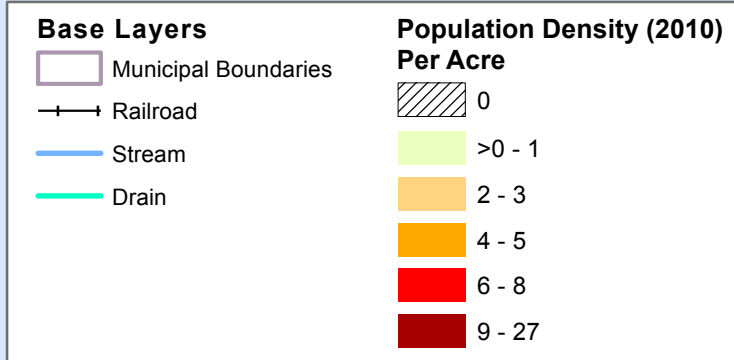 Base Layers
Municipal Boundaries
Railroad
Stream
Drain
Population Density (2010)
Per Acre
0
>0 - 1
2 - 3
4 - 5
6 - 8
9 - 27